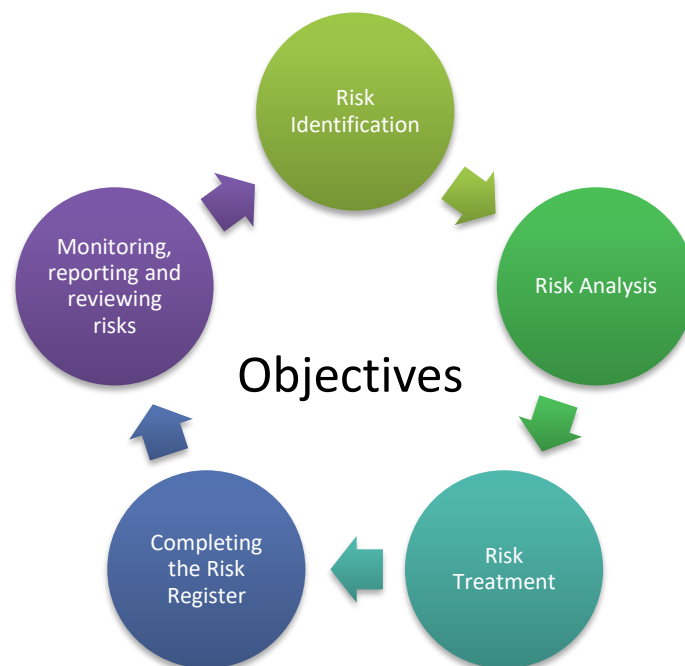 Risk
Identification
Risk Analysis
Risk
Treatment
Completing
the Risk
Register
Monitoring,
reporting and
reviewing
risks
Objectives